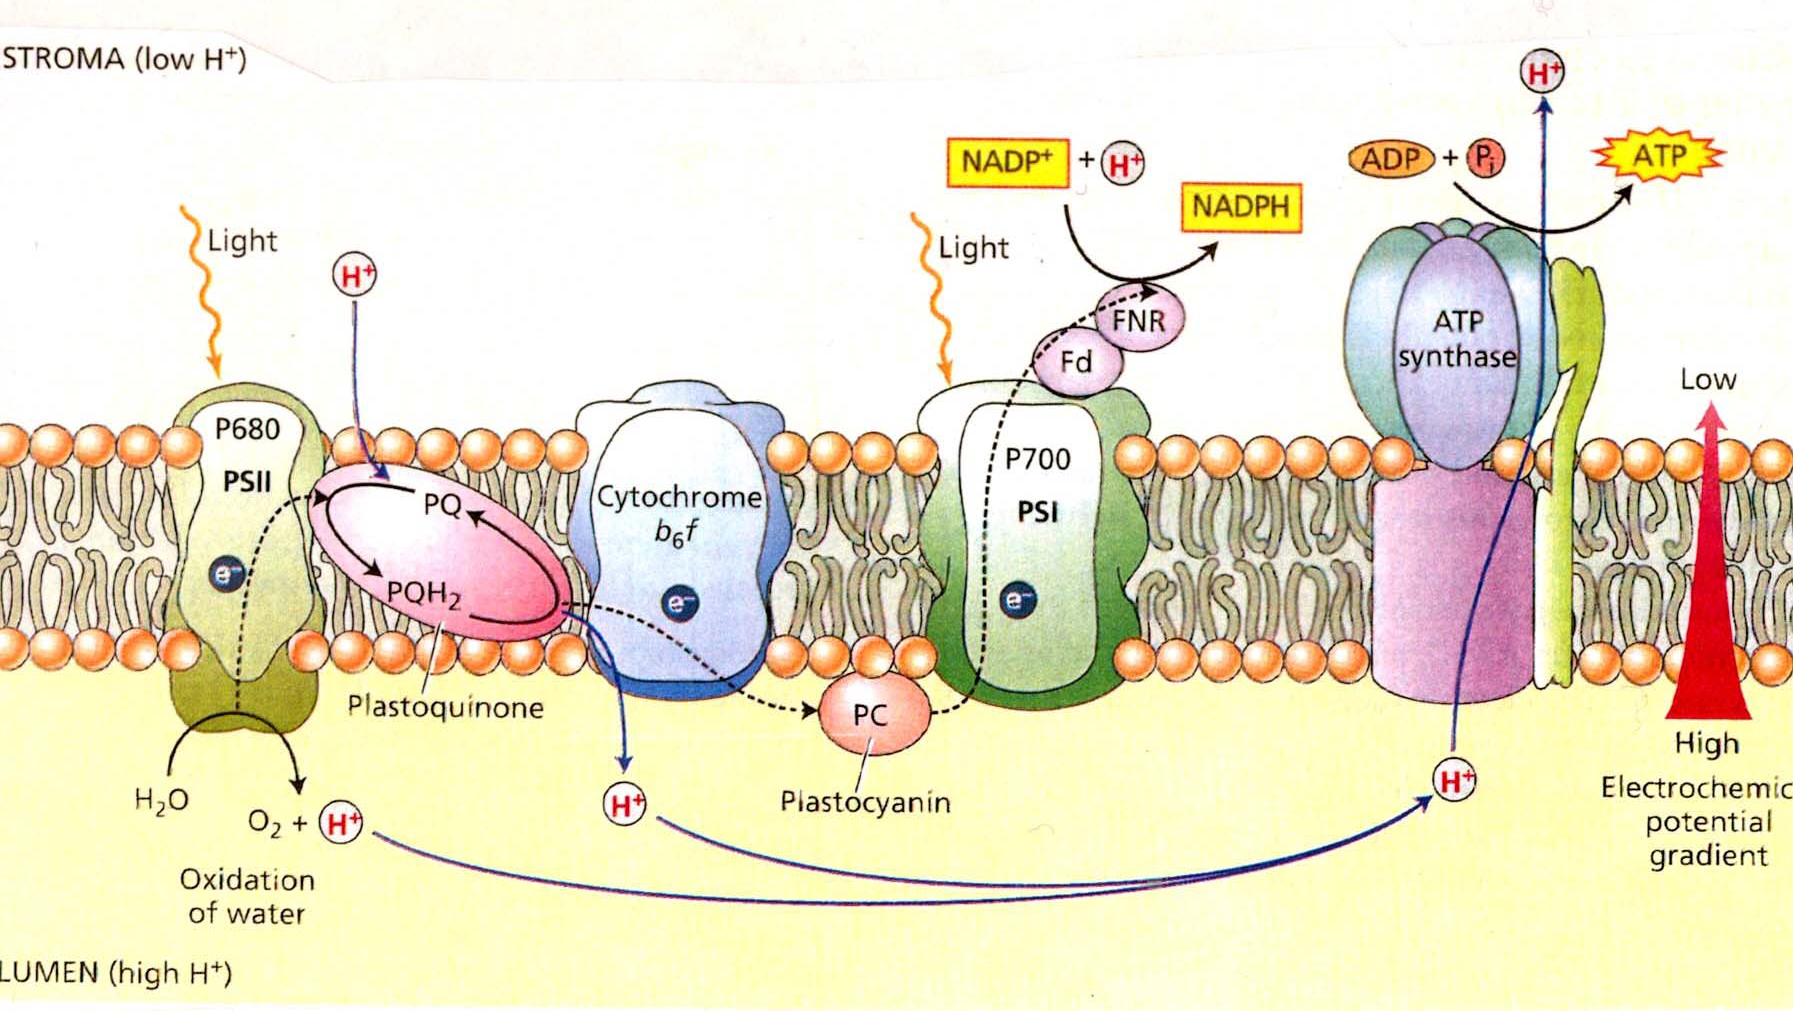 STROMA (low H⁺)
H⁺
NADP⁺ + H⁺
NADPH
ADP + Pᵢ
ATP
Light
H⁺
Light
FNR
Fd
ATP
synthase
Low
P680
PSII
PQ
PQH₂
e⁻
Cytochrome
b₆f
e⁻
P700
PSI
e⁻
Plastoquinone
PC
Plastocyanin
H₂O
O₂ + H⁺
H⁺
H⁺
High
Electrochemic
potential
gradient
Oxidation
of water
LUMEN (high H⁺)